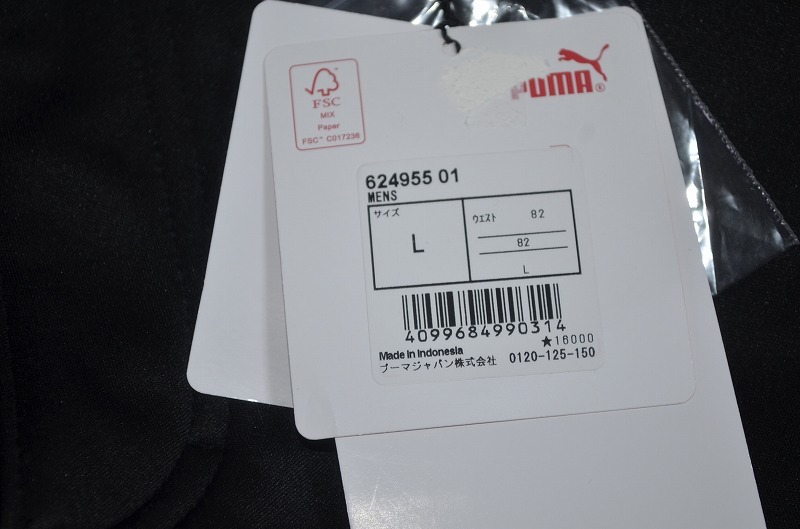 FSC
MIX
Paper
FSC™ C017236
PUMA®
624955 01
MENS
サイズ
L
ウエスト 82
82
L
4099684990314
★16000
Made in Indonesia
プーマジャパン株式会社 0120-125-150